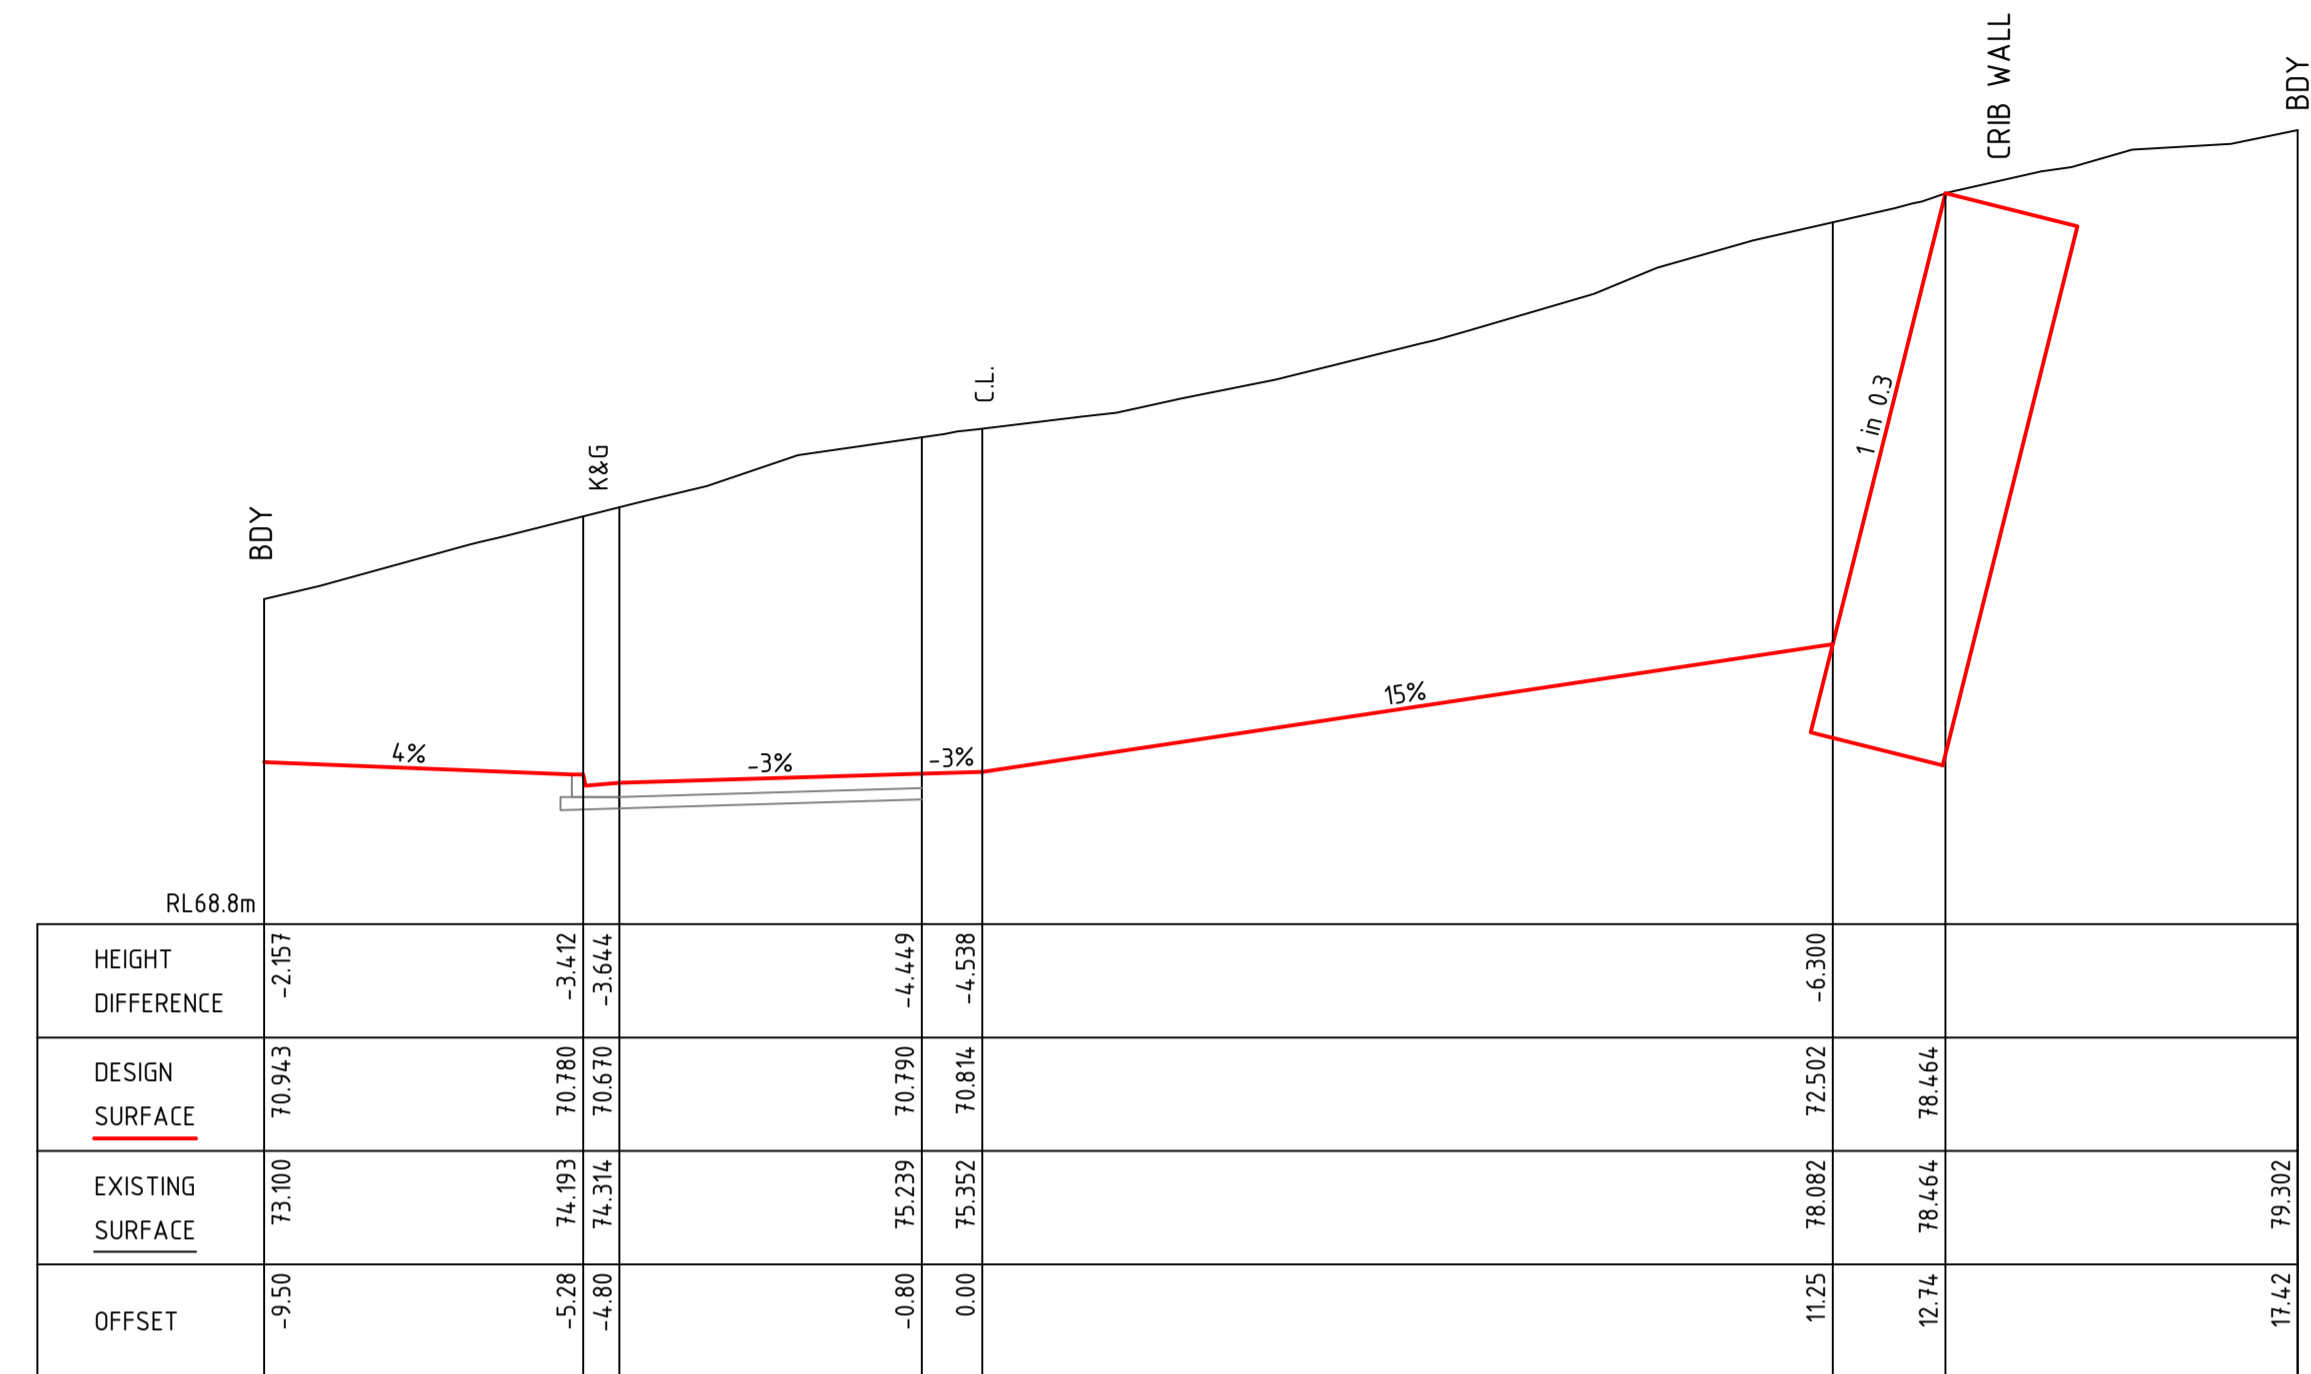 CRIB WALL
BDY
C.L.
1 in 0.3
K&G
BDY
15%
4%
-3%
-3%
RL68.8m
HEIGHT
DIFFERENCE
-2.157
-3.412
-3.644
-4.449
-4.538
-6.300
DESIGN
SURFACE
70.943
70.780
70.670
70.790
70.814
72.502
78.464
EXISTING
SURFACE
73.100
74.193
74.314
75.239
75.352
78.082
78.464
79.302
OFFSET
-9.50
-5.28
-4.80
-0.80
0.00
11.25
12.74
17.42